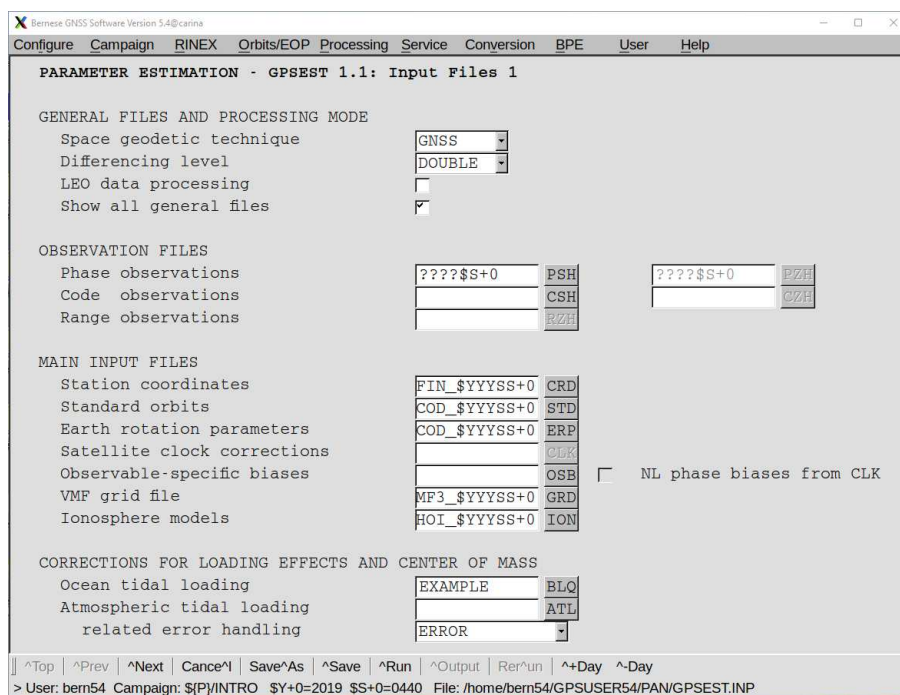 Bernese GNSS Software Version 5.4@carina
Configure Campaign RINEX Orbits/EOP Processing Service Conversion BPE User Help
PARAMETER ESTIMATION - GPSEST 1.1: Input Files 1
GENERAL FILES AND PROCESSING MODE
Space geodetic technique GNSS
Differencing level DOUBLE
LEO data processing
Show all general files
OBSERVATION FILES
Phase observations ????$S+0 PSH ????$S+0 PZH
Code observations CSH CZH
Range observations RZH
MAIN INPUT FILES
Station coordinates FIN_$YYYSS+0 CRD
Standard orbits COD_$YYYSS+0 STD
Earth rotation parameters COD_$YYYSS+0 ERP
Satellite clock corrections CLK
Observable-specific biases OSB NL phase biases from CLK
VMF grid file MF3_$YYYSS+0 GRD
Ionosphere models HOI_$YYYSS+0 ION
CORRECTIONS FOR LOADING EFFECTS AND CENTER OF MASS
Ocean tidal loading EXAMPLE BLQ
Atmospheric tidal loading ATL
related error handling ERROR
^Top | ^Prev | ^Next | Cance^l | Save^As | ^Save | ^Run | ^Output | Rer^un | ^+Day ^-Day
> User: bern54 Campaign: ${P}/INTRO $Y+0=2019 $S+0=0440 File: /home/bern54/GPSUSER54/PAN/GPSEST.INP